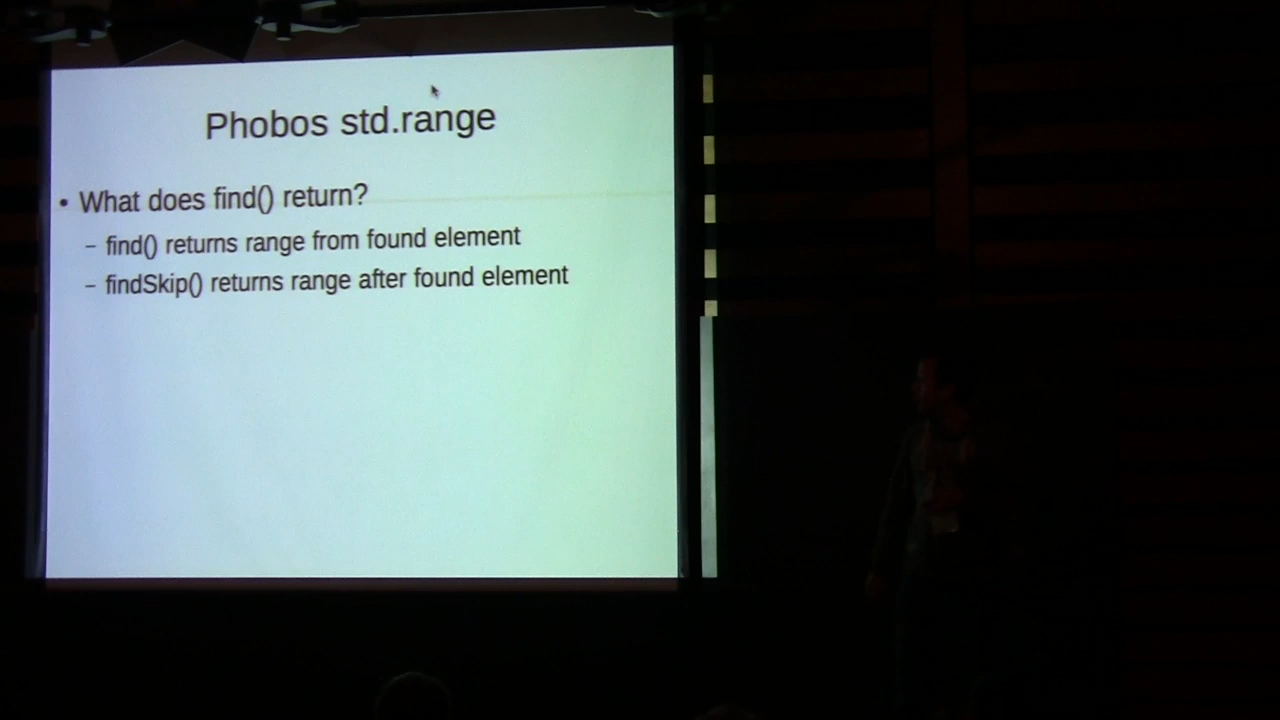 Phobos std.range
• What does find() return?
– find() returns range from found element
– findSkip() returns range after found element